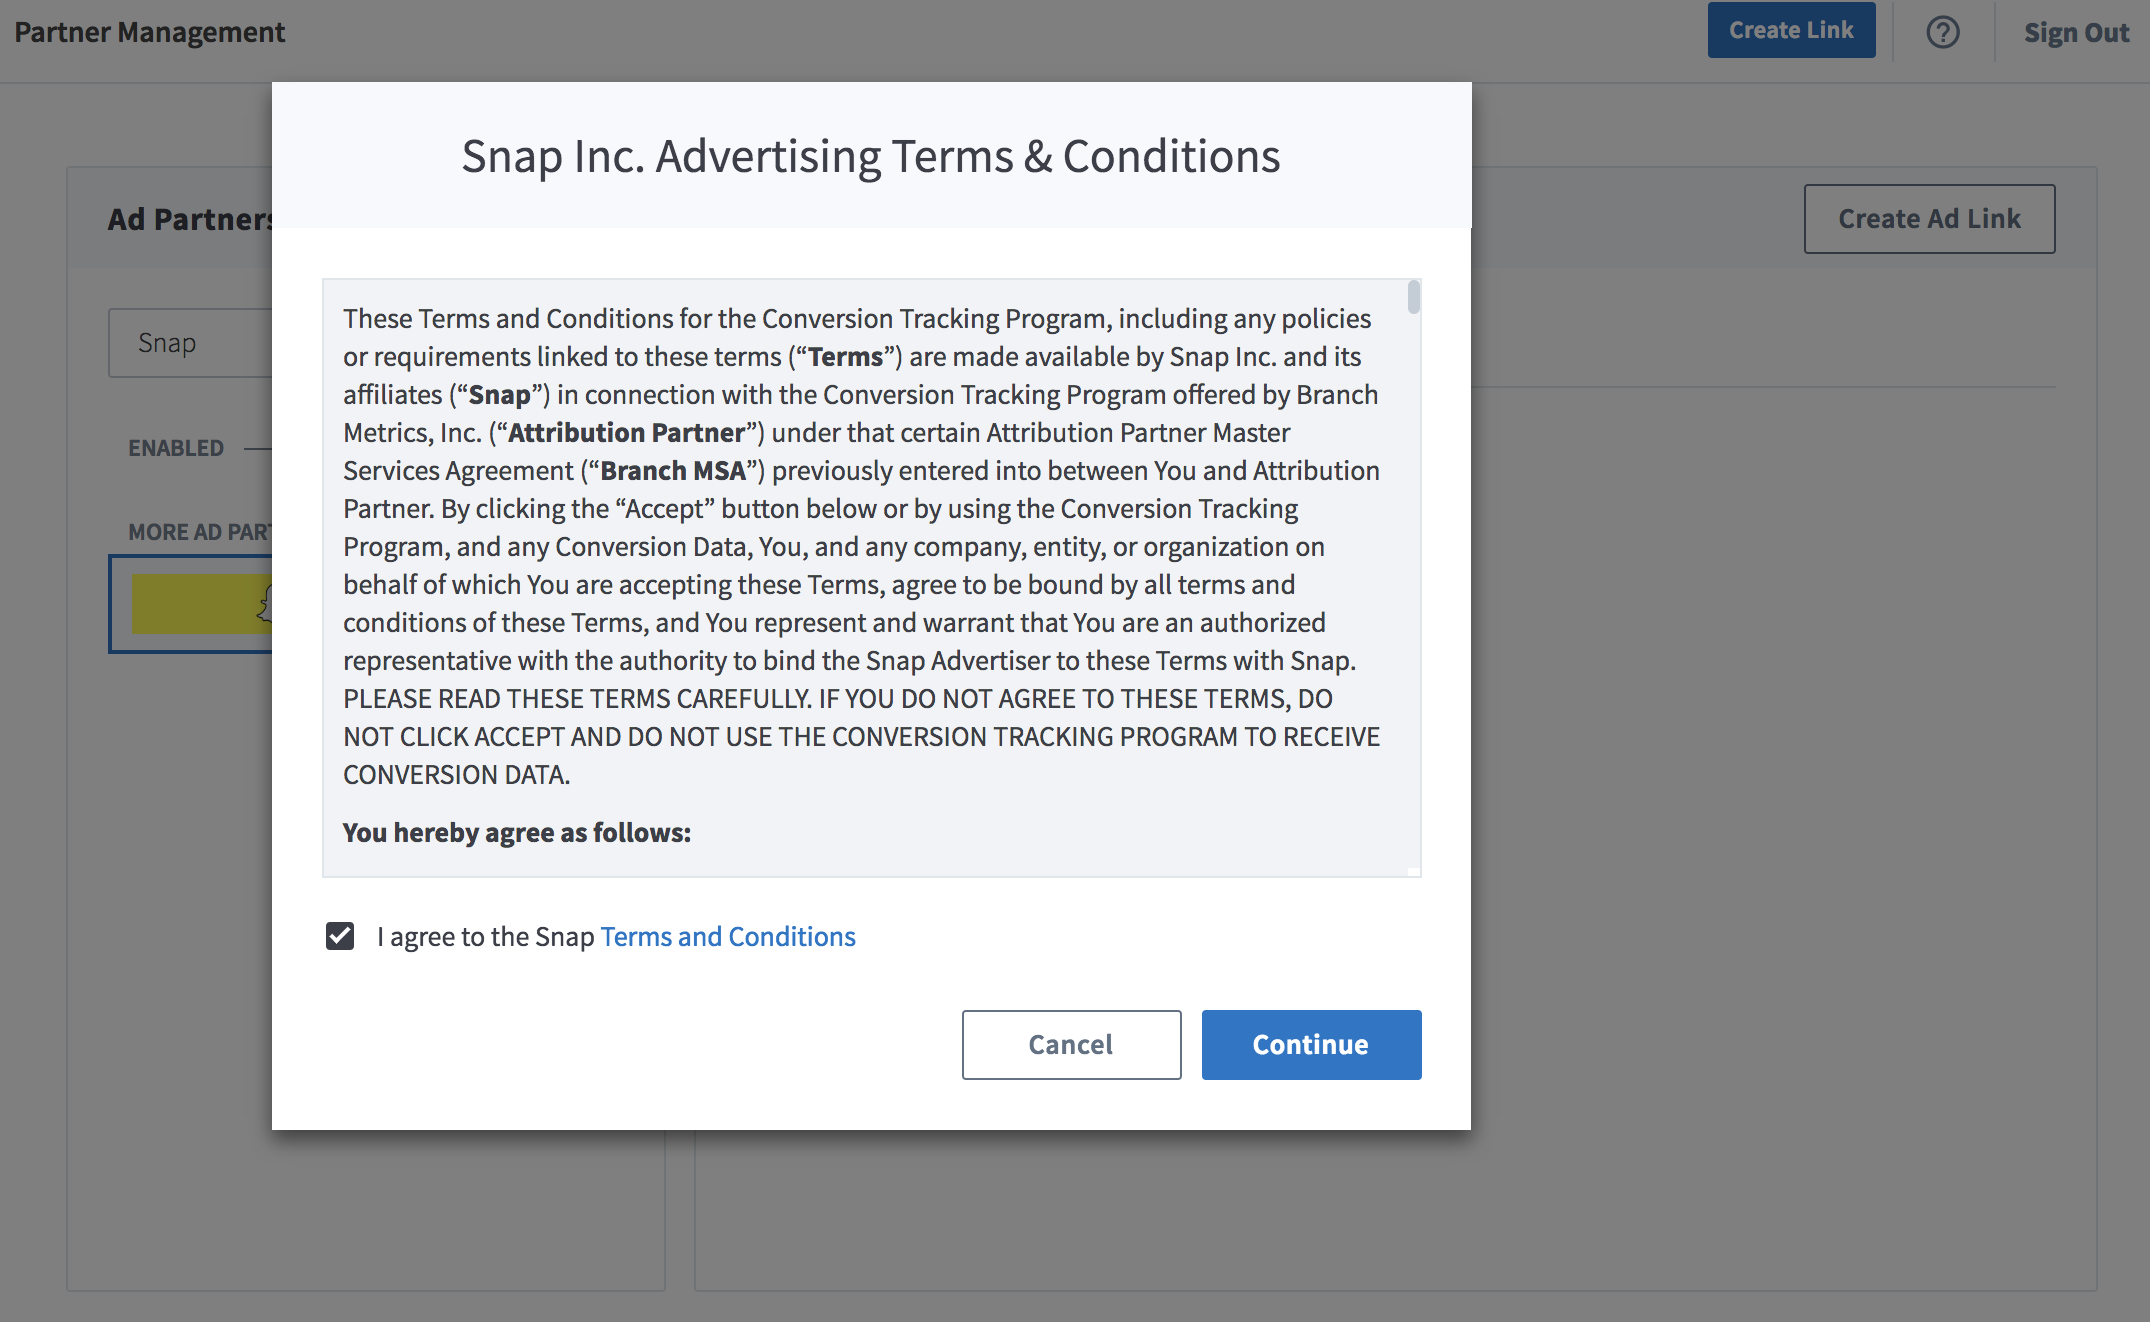 Partner Management
Create Link
?
Sign Out
Snap Inc. Advertising Terms & Conditions
Ad Partners
Create Ad Link
Snap
ENABLED
MORE AD PART
These Terms and Conditions for the Conversion Tracking Program, including any policies
or requirements linked to these terms (“Terms”) are made available by Snap Inc. and its
affiliates (“Snap”) in connection with the Conversion Tracking Program offered by Branch
Metrics, Inc. (“Attribution Partner”) under that certain Attribution Partner Master
Services Agreement (“Branch MSA”) previously entered into between You and Attribution
Partner. By clicking the “Accept” button below or by using the Conversion Tracking
Program, and any Conversion Data, You, and any company, entity, or organization on
behalf of which You are accepting these Terms, agree to be bound by all terms and
conditions of these Terms, and You represent and warrant that You are an authorized
representative with the authority to bind the Snap Advertiser to these Terms with Snap.
PLEASE READ THESE TERMS CAREFULLY. IF YOU DO NOT AGREE TO THESE TERMS, DO
NOT CLICK ACCEPT AND DO NOT USE THE CONVERSION TRACKING PROGRAM TO RECEIVE
CONVERSION DATA.
You hereby agree as follows:
I agree to the Snap Terms and Conditions
Cancel
Continue